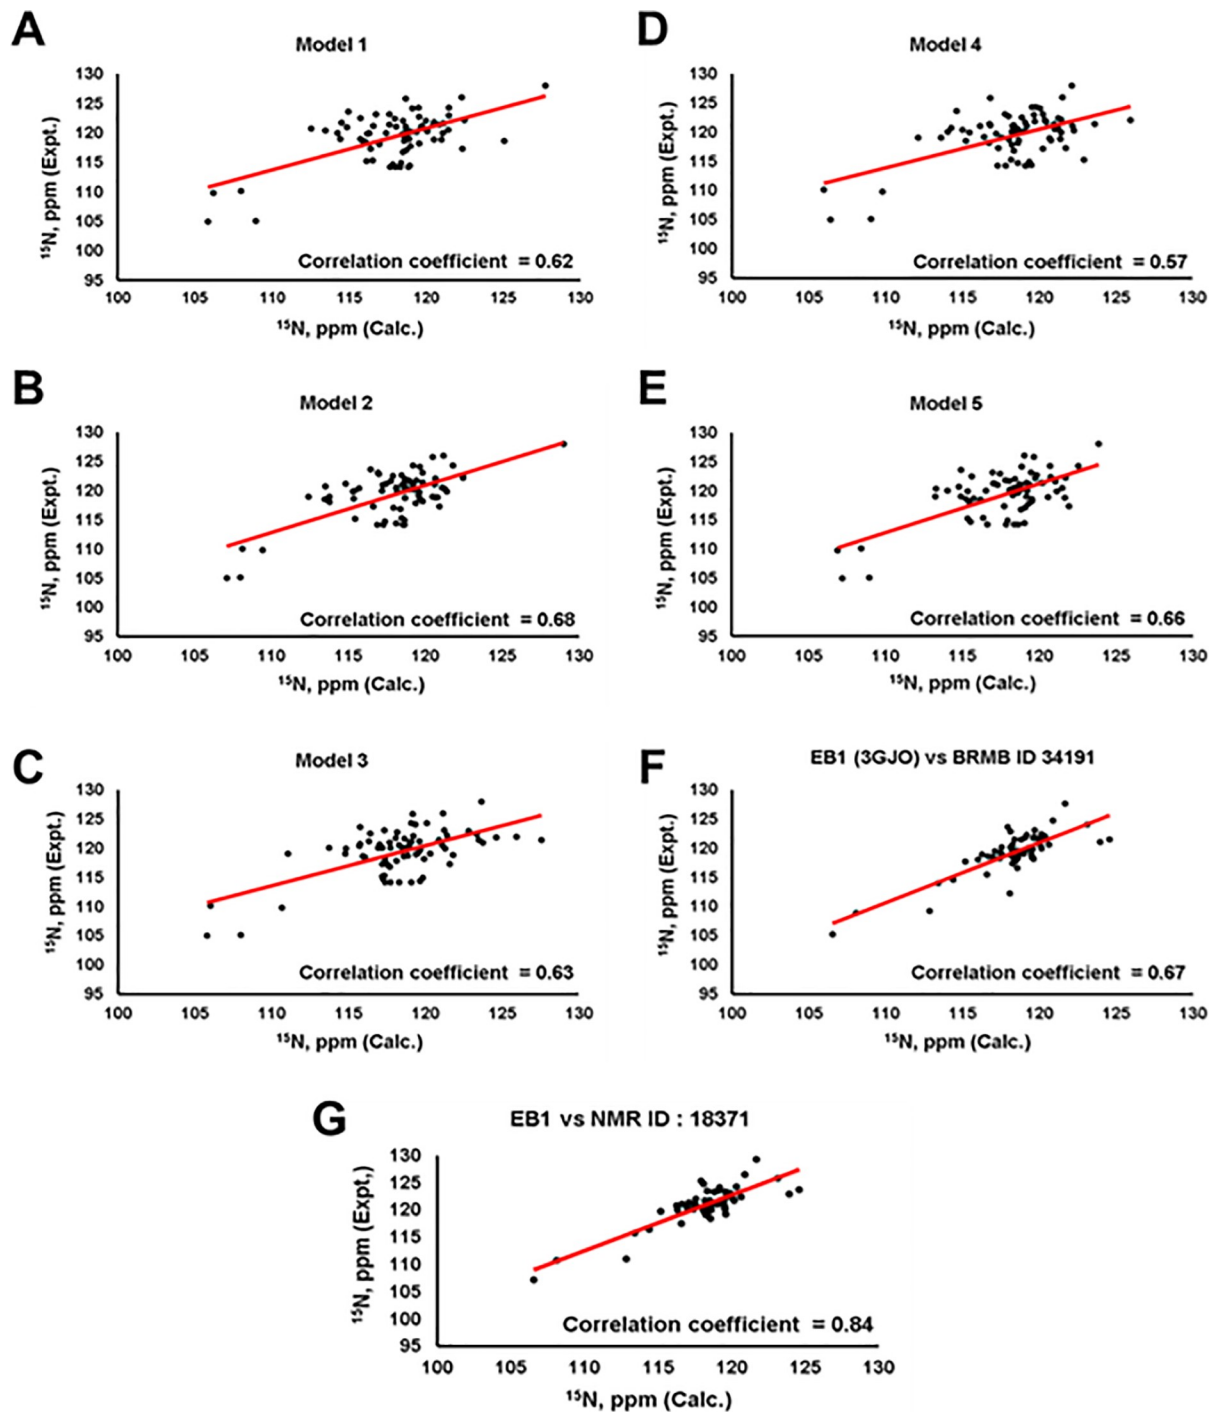 A
Model 1
130
125
120
115
110
105
100
95
100 105 110 115 120 125 130
¹⁵N, ppm (Expt.)
¹⁵N, ppm (Calc.)
Correlation coefficient = 0.62
D
Model 4
130
125
120
115
110
105
100
95
100 105 110 115 120 125 130
¹⁵N, ppm (Expt.)
¹⁵N, ppm (Calc.)
Correlation coefficient = 0.57
B
Model 2
130
125
120
115
110
105
100
95
100 105 110 115 120 125 130
¹⁵N, ppm (Expt.)
¹⁵N, ppm (Calc.)
Correlation coefficient = 0.68
E
Model 5
130
125
120
115
110
105
100
95
100 105 110 115 120 125 130
¹⁵N, ppm (Expt.)
¹⁵N, ppm (Calc.)
Correlation coefficient = 0.66
C
Model 3
130
125
120
115
110
105
100
95
100 105 110 115 120 125 130
¹⁵N, ppm (Expt.)
¹⁵N, ppm (Calc.)
Correlation coefficient = 0.63
F
EB1 (3GJO) vs BRMB ID 34191
130
125
120
115
110
105
100
95
100 105 110 115 120 125 130
¹⁵N, ppm (Expt.)
¹⁵N, ppm (Calc.)
Correlation coefficient = 0.67
G
EB1 vs NMR ID : 18371
130
125
120
115
110
105
100
95
100 105 110 115 120 125 130
¹⁵N, ppm (Expt,)
¹⁵N, ppm (Calc.)
Correlation coefficient = 0.84